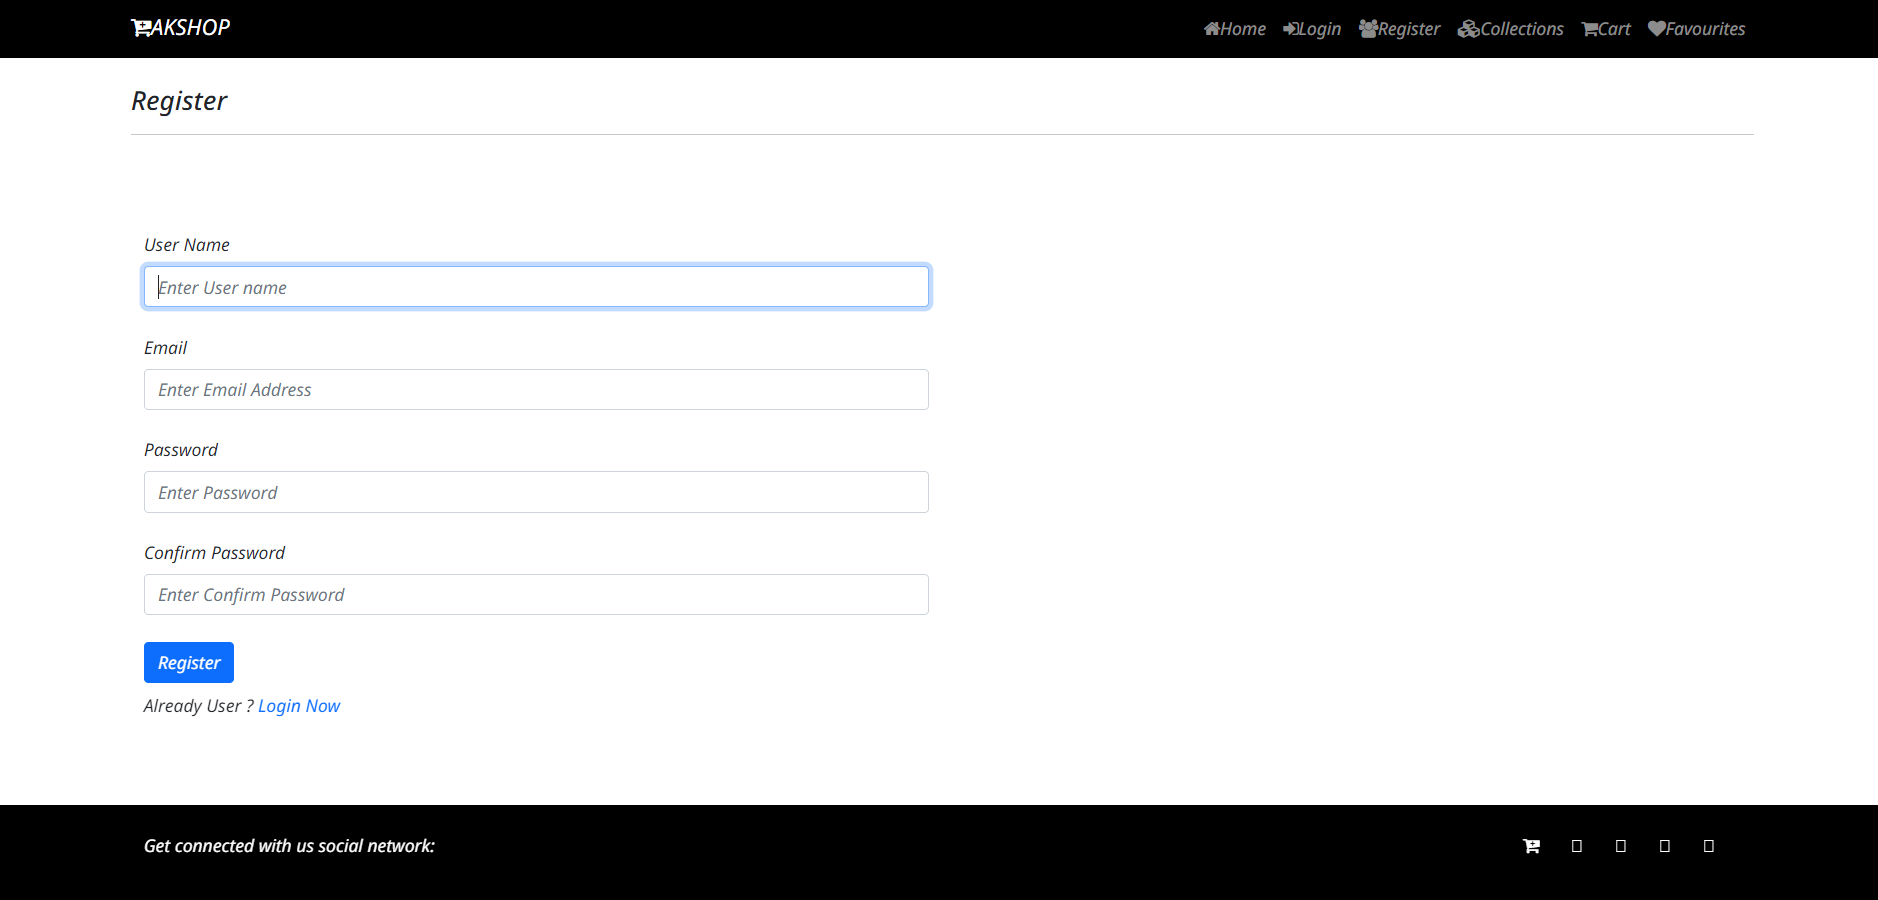 AKSHOP
Home Login Register Collections Cart Favourites
Register
User Name
Enter User name
Email
Enter Email Address
Password
Enter Password
Confirm Password
Enter Confirm Password
Register
Already User ? Login Now
Get connected with us social network: